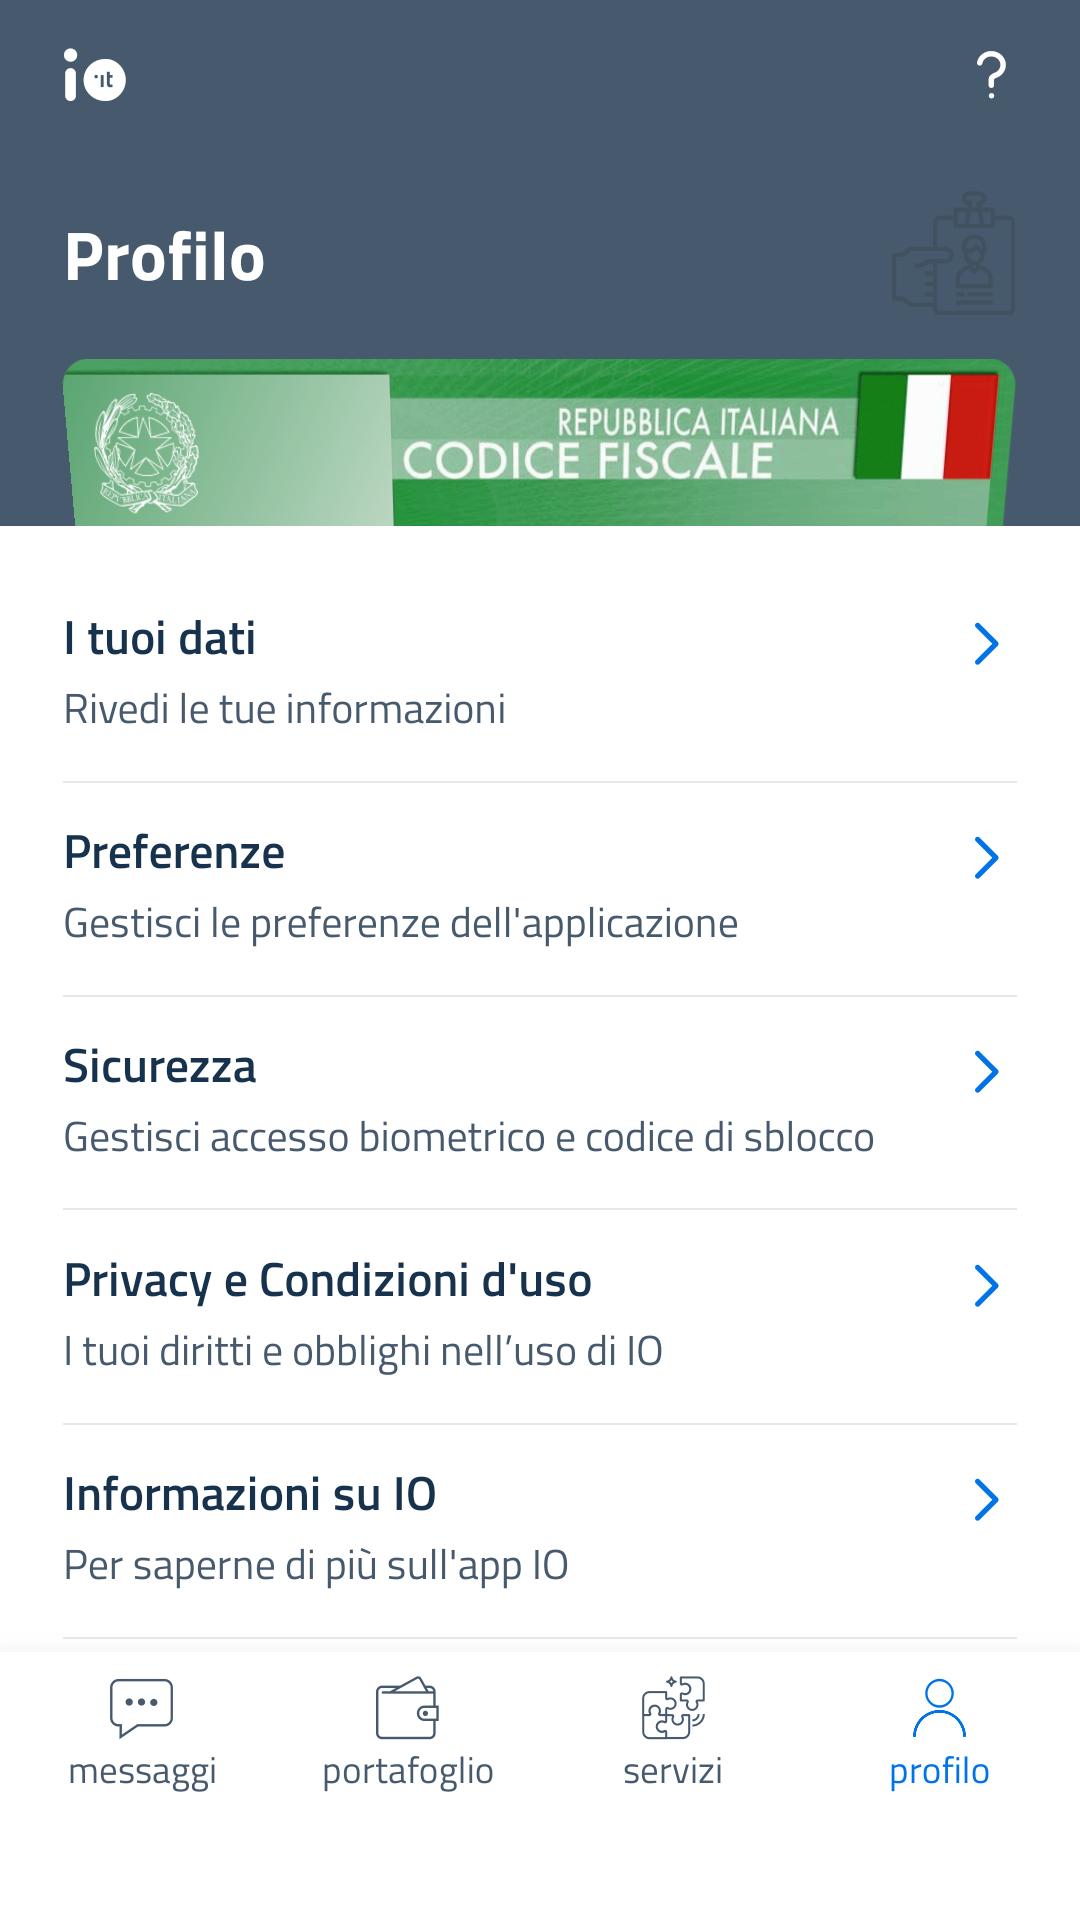 io it
?
Profilo
REPUBBLICA ITALIANA
CODICE FISCALE
REPVBBLICA ITALIANA
I tuoi dati
Rivedi le tue informazioni
Preferenze
Gestisci le preferenze dell'applicazione
Sicurezza
Gestisci accesso biometrico e codice di sblocco
Privacy e Condizioni d'uso
I tuoi diritti e obblighi nell’uso di IO
Informazioni su IO
Per saperne di più sull'app IO
messaggi
portafoglio
servizi
profilo